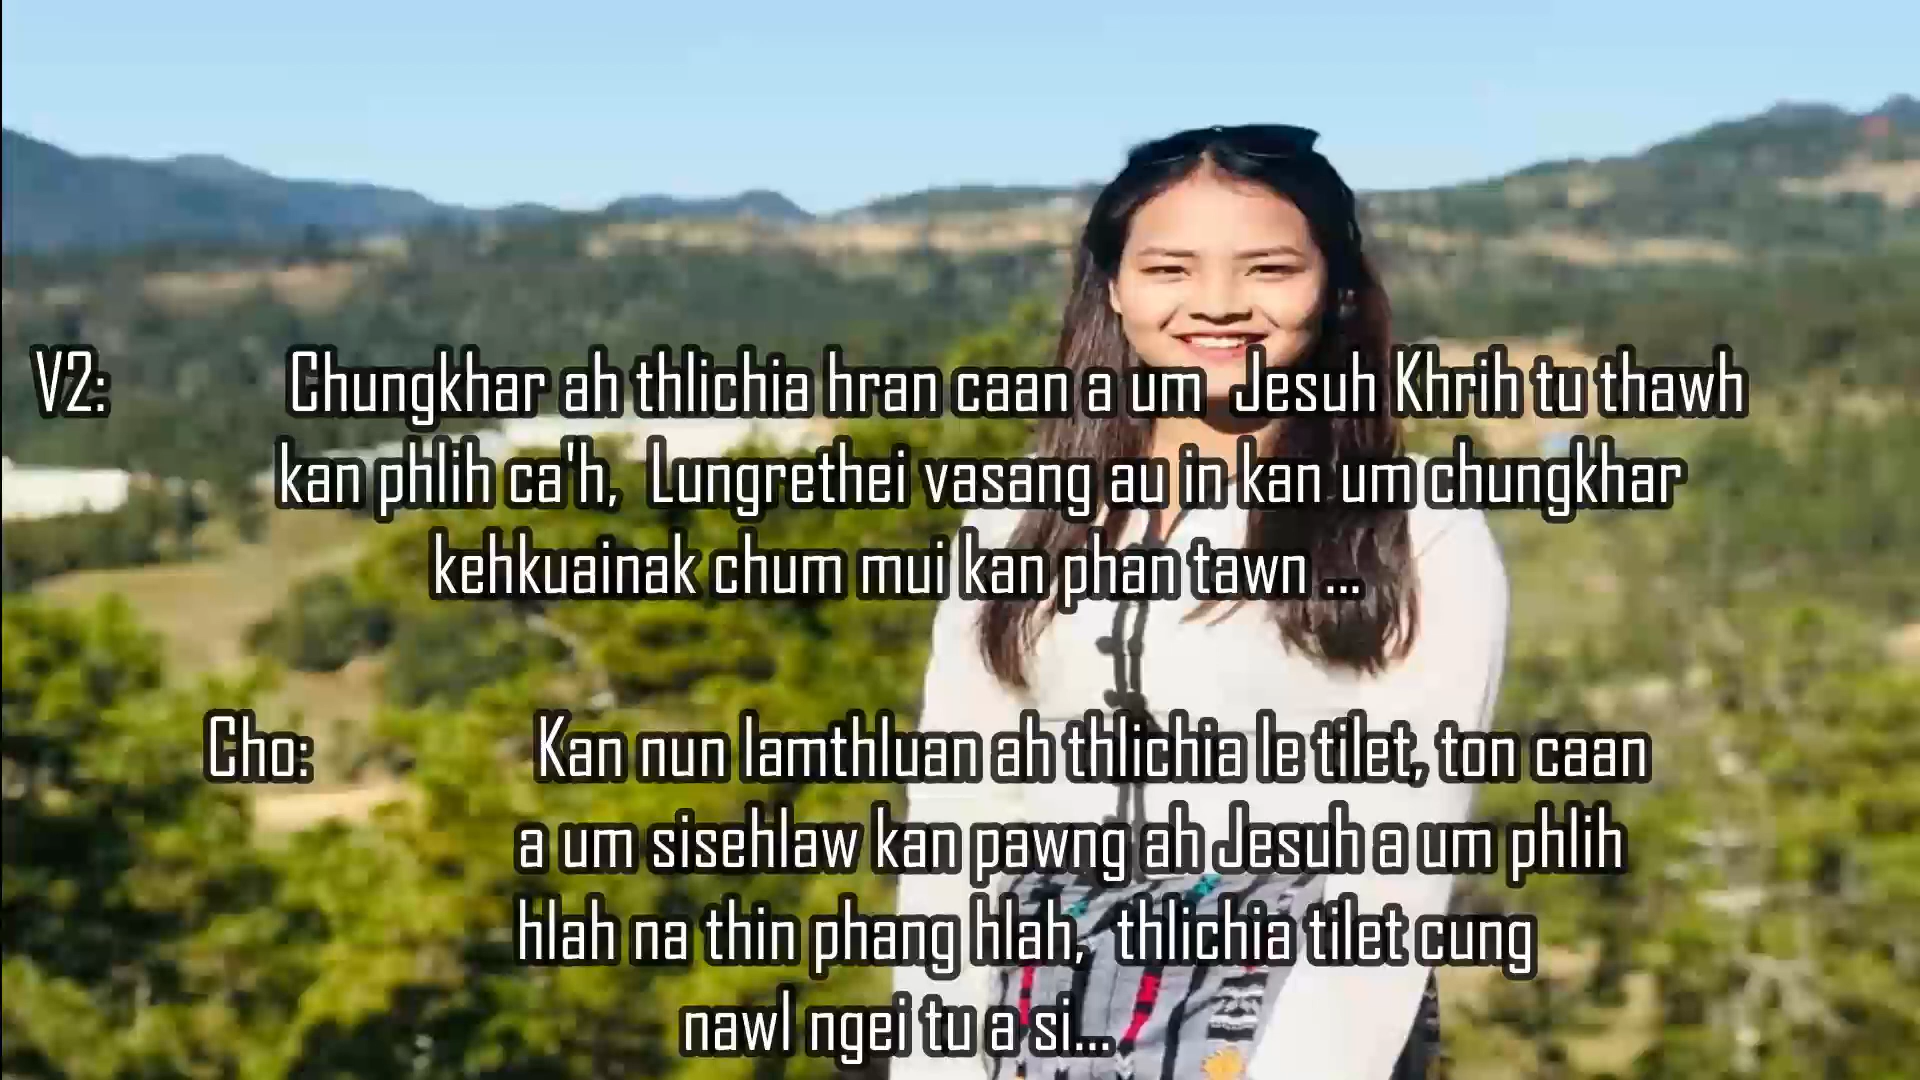 V2: Chungkhar ah thlichia hran caan a um Jesuh Khrih tu thawh
kan phlih ca'h, Lungrethei vasang au in kan um chungkhar
kehkuainak chum mui kan phan tawn ...
Cho: Kan nun lamthluan ah thlichia le tilet, ton caan
a um sisehlaw kan pawng ah Jesuh a um phlih
hlah na thin phang hlah, thlichia tilet cung
nawl ngei tu a si...